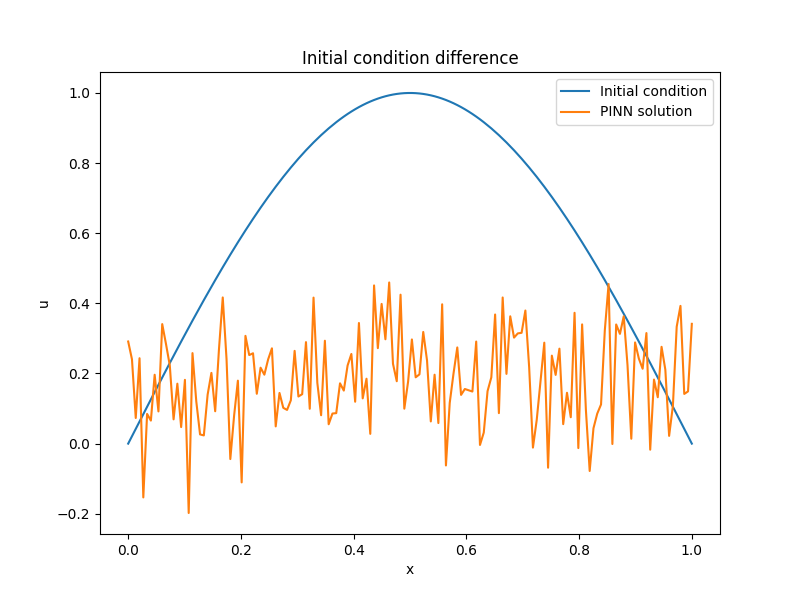 Initial condition difference
Initial condition
PINN solution
1.0
0.8
0.6
0.4
0.2
0.0
−0.2
u
0.0 0.2 0.4 0.6 0.8 1.0
x